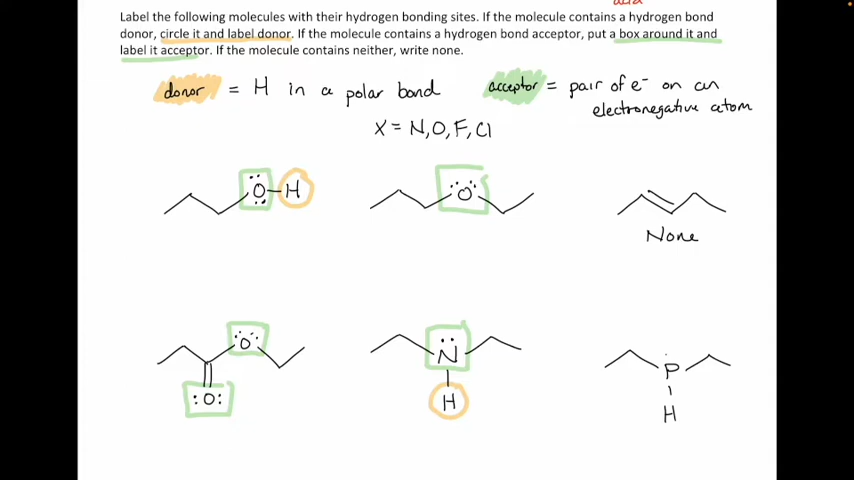 acid
Label the following molecules with their hydrogen bonding sites. If the molecule contains a hydrogen bond
donor, circle it and label donor. If the molecule contains a hydrogen bond acceptor, put a box around it and
label it acceptor. If the molecule contains neither, write none.
donor = H in a polar bond
acceptor = pair of e⁻ on an
electronegative atom
X = N, O, F, Cl
:O: - H
:O:
None
:O:
:O:
N
H
P
H